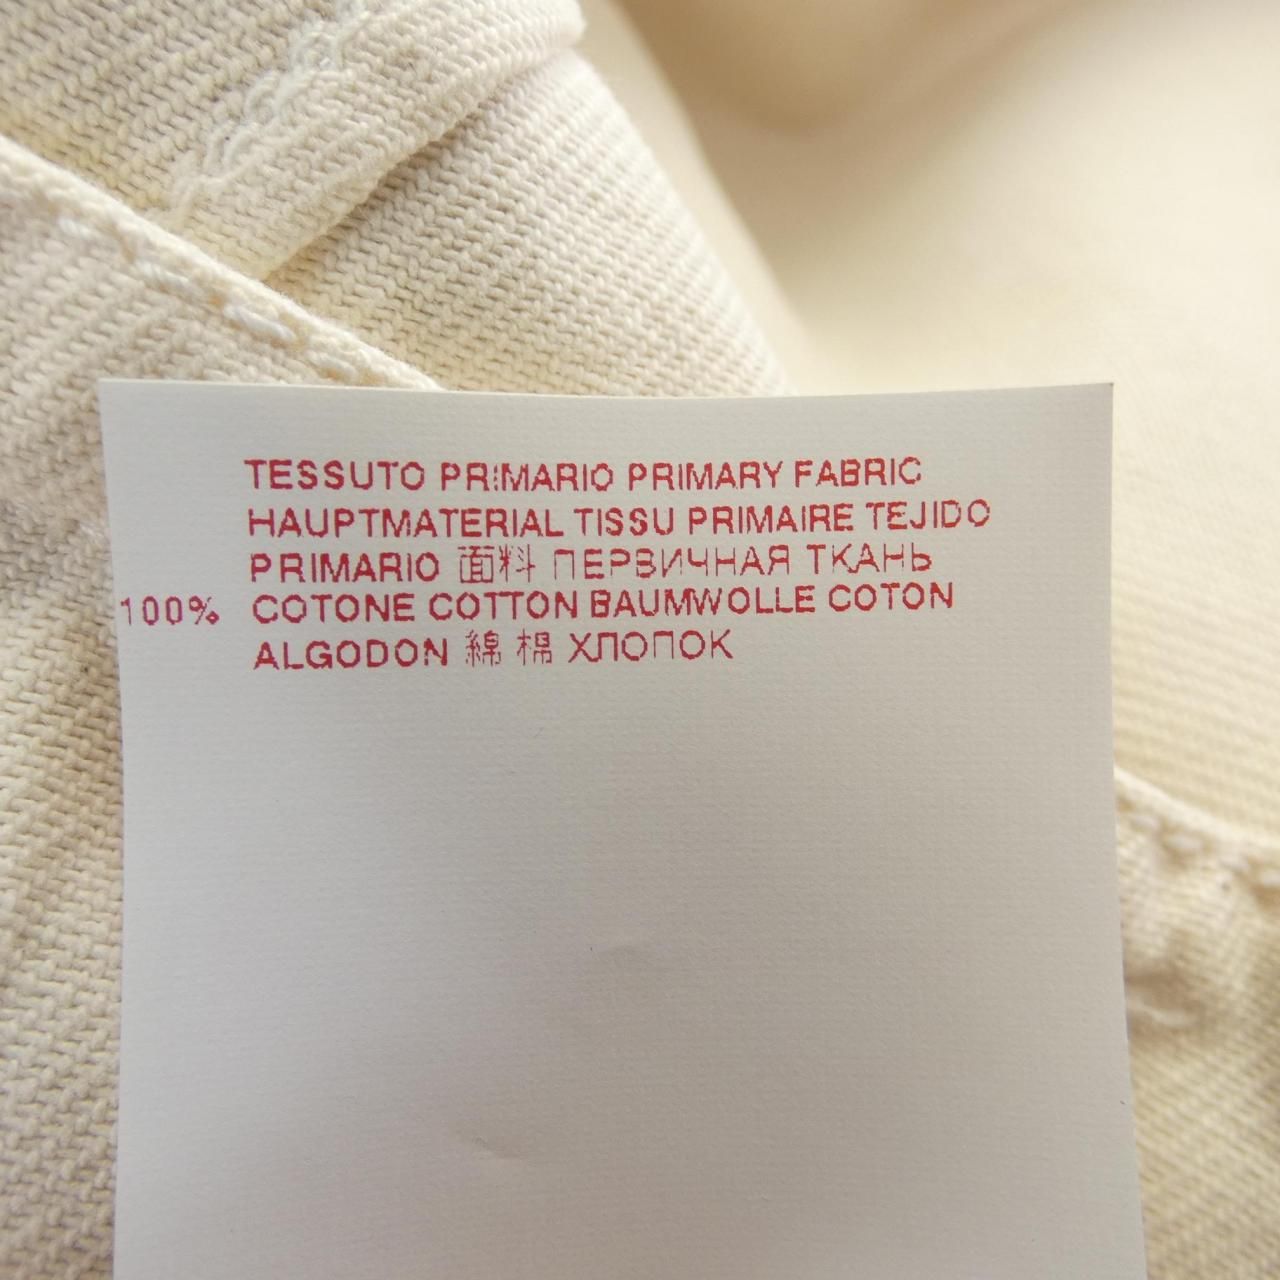 TESSUTO PRIMARIO PRIMARY FABRIC
HAUPTMATERIAL TISSU PRIMAIRE TEJIDO
PRIMARIO 面料 ПЕРВИЧНАЯ ТКАНЬ
100% COTONE COTTON BAUMWOLLE COTON
ALGODON 綿 棉 ХЛОПОК